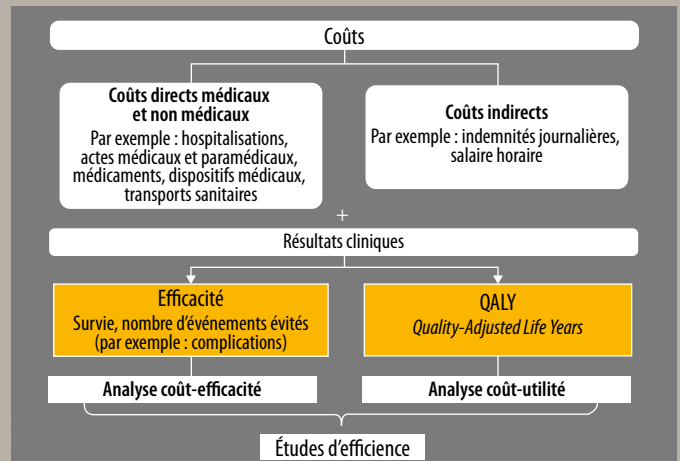 Coûts
Coûts directs médicaux
et non médicaux
Par exemple : hospitalisations,
actes médicaux et paramédicaux,
médicaments, dispositifs médicaux,
transports sanitaires
Coûts indirects
Par exemple : indemnités journalières,
salaire horaire
+
Résultats cliniques
Efficacité
Survie, nombre d'événements évités
(par exemple : complications)
QALY
Quality-Adjusted Life Years
Analyse coût-efficacité
Analyse coût-utilité
Études d'efficience